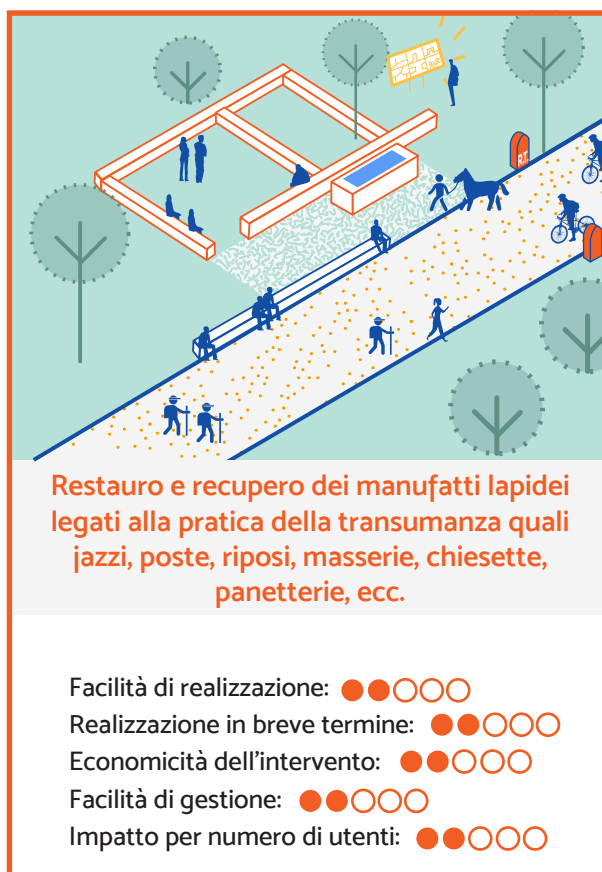 R.T.
Restauro e recupero dei manufatti lapidei
legati alla pratica della transumanza quali
jazzi, poste, riposi, masserie, chiesette,
panetterie, ecc.
Facilità di realizzazione:
Realizzazione in breve termine:
Economicità dell'intervento:
Facilità di gestione:
Impatto per numero di utenti: